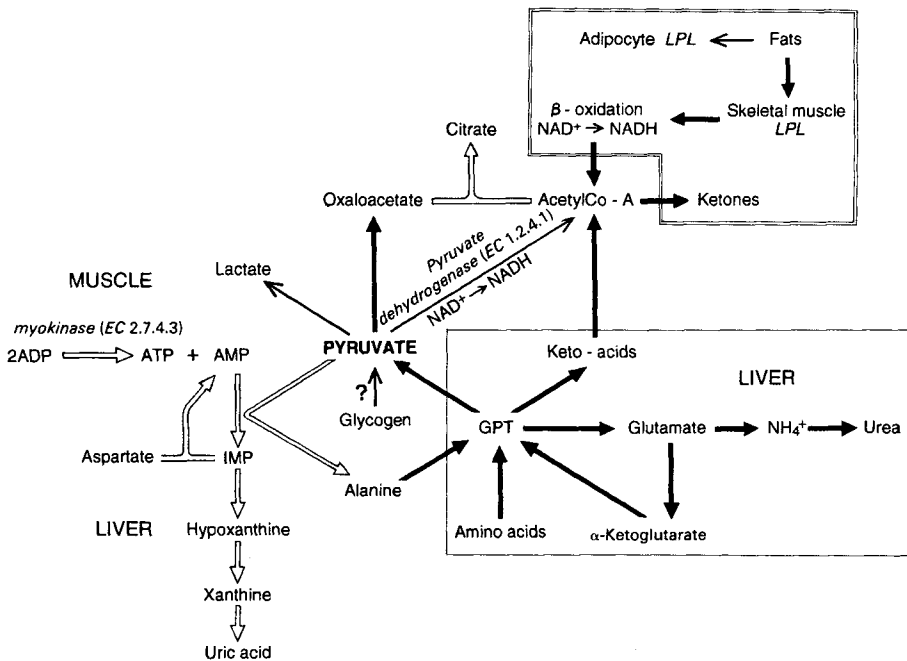 Adipocyte LPL ← Fats
β - oxidation
NAD⁺ → NADH
Skeletal muscle
LPL
Citrate
Oxaloacetate
AcetylCo - A
Ketones
Pyruvate
dehydrogenase (EC 1.2.4.1)
NAD⁺ → NADH
Lactate
MUSCLE
myokinase (EC 2.7.4.3)
2ADP ⇒ ATP + AMP
PYRUVATE
?
Glycogen
Keto - acids
LIVER
GPT
Glutamate
NH₄⁺
Urea
Aspartate
IMP
Alanine
Amino acids
α-Ketoglutarate
LIVER
Hypoxanthine
Xanthine
Uric acid